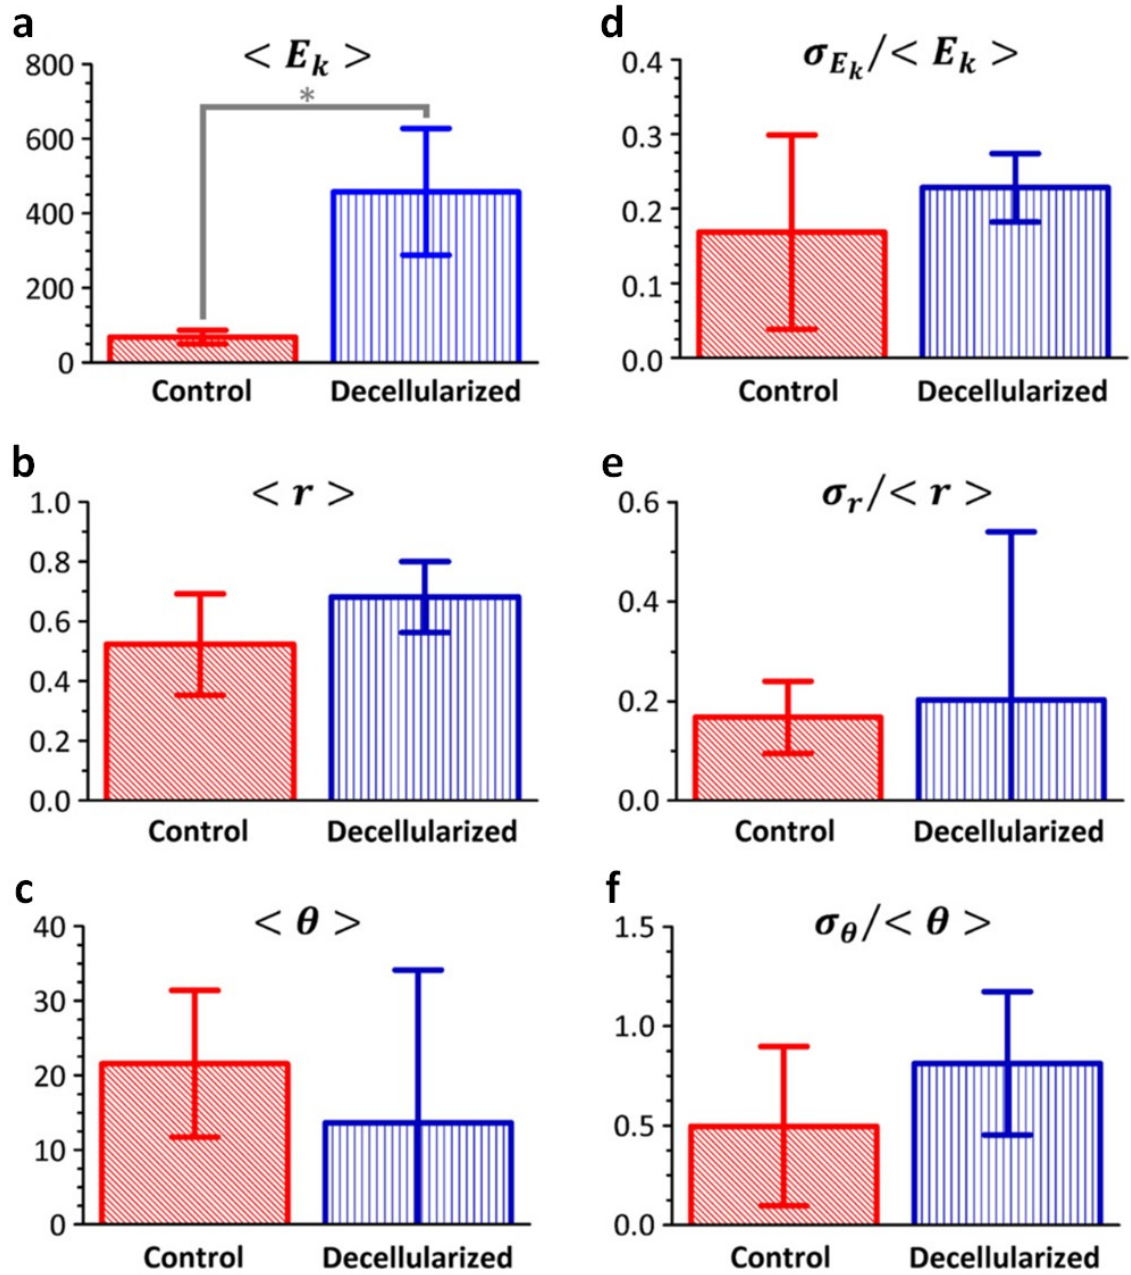 a
< E_k >
800
600
400
200
0
*
Control Decellularized
b
< r >
1.0
0.8
0.6
0.4
0.2
0.0
Control Decellularized
c
< θ >
40
30
20
10
0
Control Decellularized
d
σ_{E_k}/< E_k >
0.4
0.3
0.2
0.1
0.0
Control Decellularized
e
σ_r/< r >
0.6
0.4
0.2
0.0
Control Decellularized
f
σ_θ/< θ >
1.5
1.0
0.5
0.0
Control Decellularized